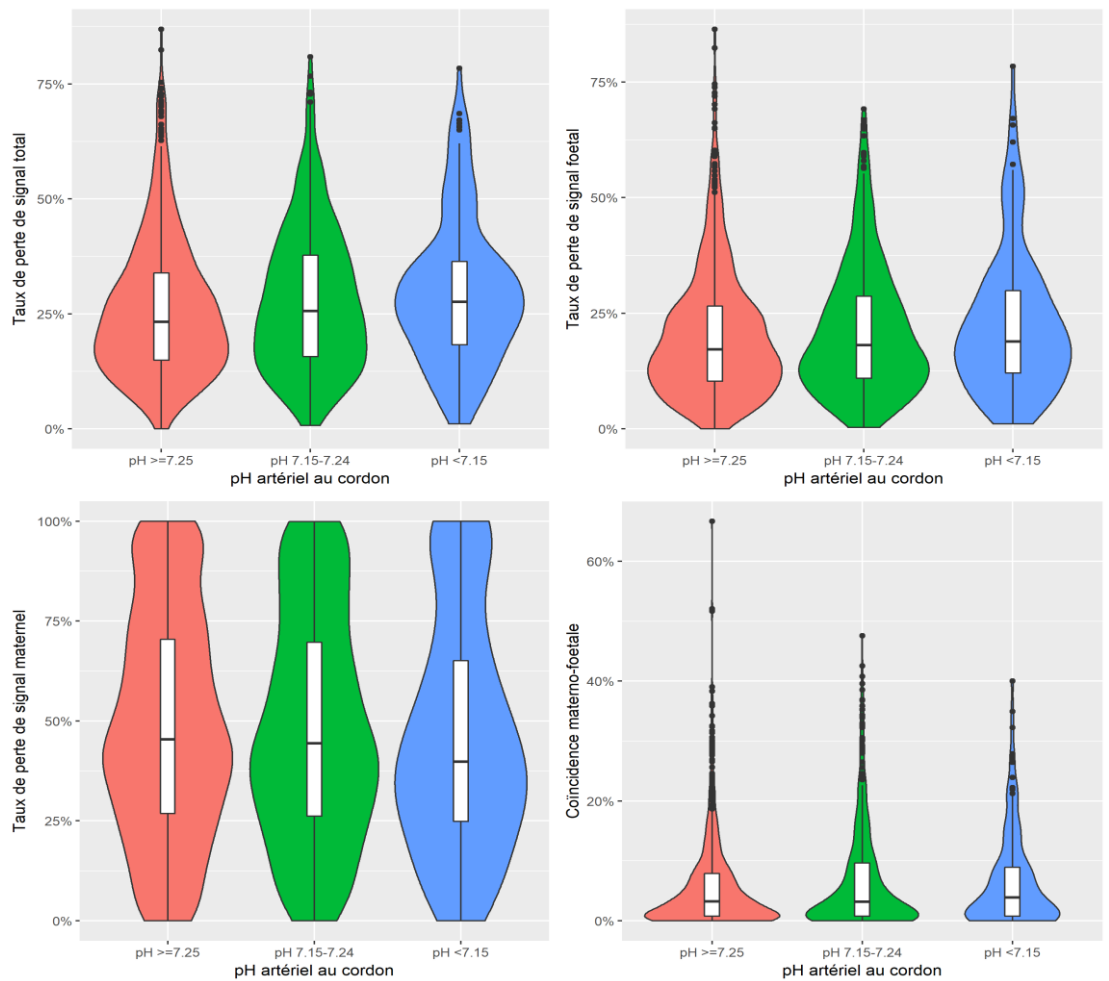 Taux de perte de signal total
75%
50%
25%
0%
pH >=7.25 pH 7.15-7.24 pH <7.15
pH artériel au cordon
Taux de perte de signal foetal
75%
50%
25%
0%
pH >=7.25 pH 7.15-7.24 pH <7.15
pH artériel au cordon
Taux de perte de signal maternel
100%
75%
50%
25%
0%
pH >=7.25 pH 7.15-7.24 pH <7.15
pH artériel au cordon
Coïncidence materno-foetale
60%
40%
20%
0%
pH >=7.25 pH 7.15-7.24 pH <7.15
pH artériel au cordon